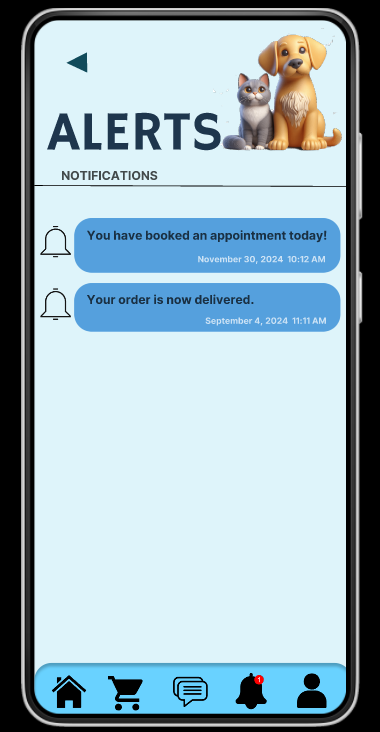 ALERTS
NOTIFICATIONS
You have booked an appointment today!
November 30, 2024 10:12 AM
Your order is now delivered.
September 4, 2024 11:11 AM
1